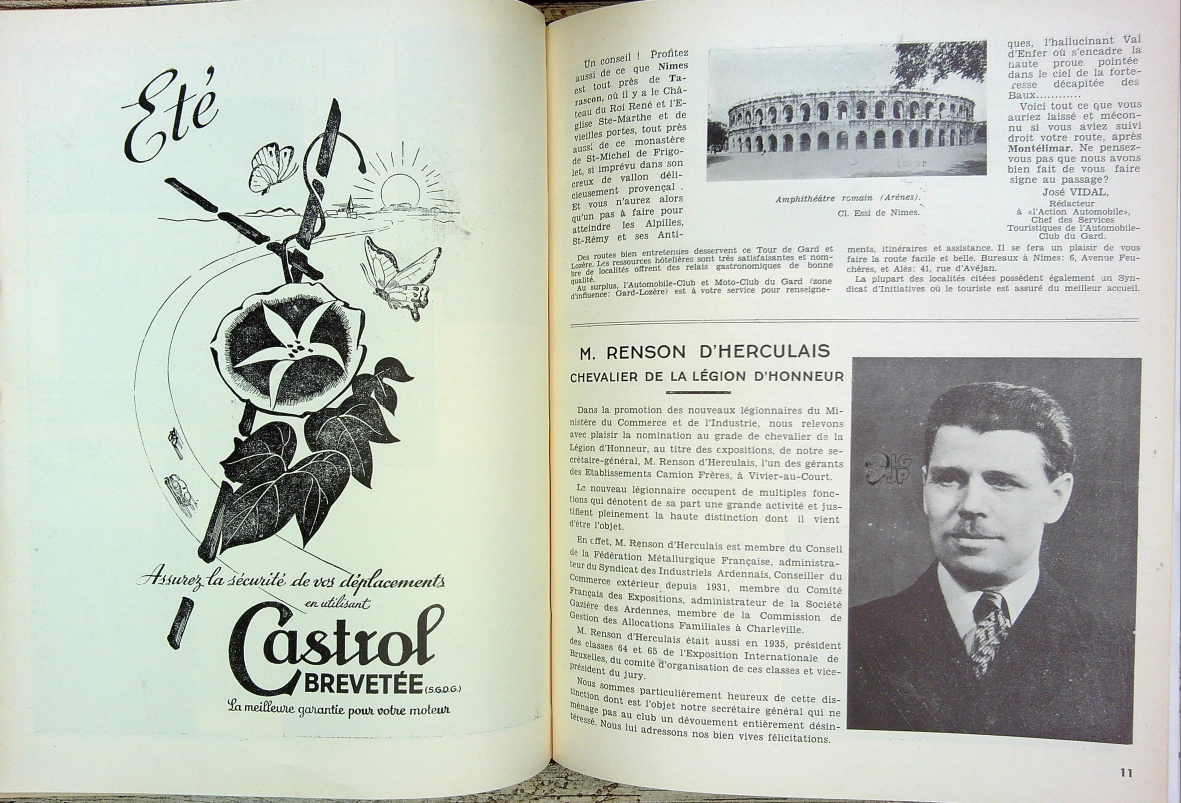 Eté
Assurez la sécurité de vos déplacements
en utilisant
Castrol
BREVETÉE (S.G.D.G.)
La meilleure garantie pour votre moteur
Un conseil ! Profitez
aussi de ce que Nimes
est tout près de Ta-
rascon, où il y a le Châ-
teau du Roi René et l'E-
glise Ste-Marthe et de
vieilles portes, tout près
aussi de ce monastère
de St-Michel de Frigo-
let, si imprévu dans son
creux de vallon déli-
cieusement provençal .
Et vous n'aurez alors
qu'un pas à faire pour
atteindre les Alpilles,
St-Rémy et ses Anti-
Amphithéâtre romain (Arênes).
Cl. Essi de Nimes.
ques, l'hallucinant Val
d'Enfer où s'encadre la
haute proue pointée
dans le ciel de la forte-
resse décapitée des
Baux............
Voici tout ce que vous
auriez laissé et mécon-
nu si vous aviez suivi
droit votre route, après
Montélimar. Ne pensez-
vous pas que nous avons
bien fait de vous faire
signe au passage?
José VIDAL,
Rédacteur
à «l'Action Automobile»,
Chef des Services
Touristiques de l'Automobile-
Club du Gard.
Des routes bien entretenues desservent ce Tour de Gard et
Lozère. Les ressources hôtelières sont très satisfaisantes et nom-
bre de localités offrent des relais gastronomiques de bonne
qualité.
Au surplus, l'Automobile-Club et Moto-Club du Gard (zone
d'influence: Gard-Lozère) est à votre service pour renseigne-
ments, itinéraires et assistance. Il se fera un plaisir de vous
faire la route facile et belle. Bureaux à Nimes: 6, Avenue Feu-
chères, et Alès: 41, rue d'Avéjan.
La plupart des localités citées possèdent également un Syn-
dicat d'Initiatives où le touriste est assuré du meilleur accueil.
M. RENSON D'HERCULAIS
CHEVALIER DE LA LÉGION D'HONNEUR
Dans la promotion des nouveaux légionnaires du Mi-
nistère du Commerce et de l'Industrie, nous relevons
avec plaisir la nomination au grade de chevalier de la
Légion d'Honneur, au titre des expositions, de notre se-
crétaire-général, M. Renson d'Herculais, l'un des gérants
des Etablissements Camion Frères, à Vivier-au-Court.
Le nouveau légionnaire occupent de multiples fonc-
tions qui dénotent de sa part une grande activité et jus-
tifient pleinement la haute distinction dont il vient
d'être l'objet.
En effet, M. Renson d'Herculais est membre du Conseil
de la Fédération Métallurgique Française, administra-
teur du Syndicat des Industriels Ardennais, Conseiller du
Commerce extérieur depuis 1931, membre du Comité
Français des Expositions, administrateur de la Société
Gazière des Ardennes, membre de la Commission de
Gestion des Allocations Familiales à Charleville.
M. Renson d'Herculais était aussi en 1935, président
des classes 64 et 65 de l'Exposition Internationale de
Bruxelles, du comité d'organisation de ces classes et vice-
président du jury.
Nous sommes particulièrement heureux de cette dis-
tinction dont est l'objet notre secrétaire général qui ne
ménage pas au club un dévouement entièrement désin-
téressé. Nous lui adressons nos bien vives félicitations.
LG
JP
11